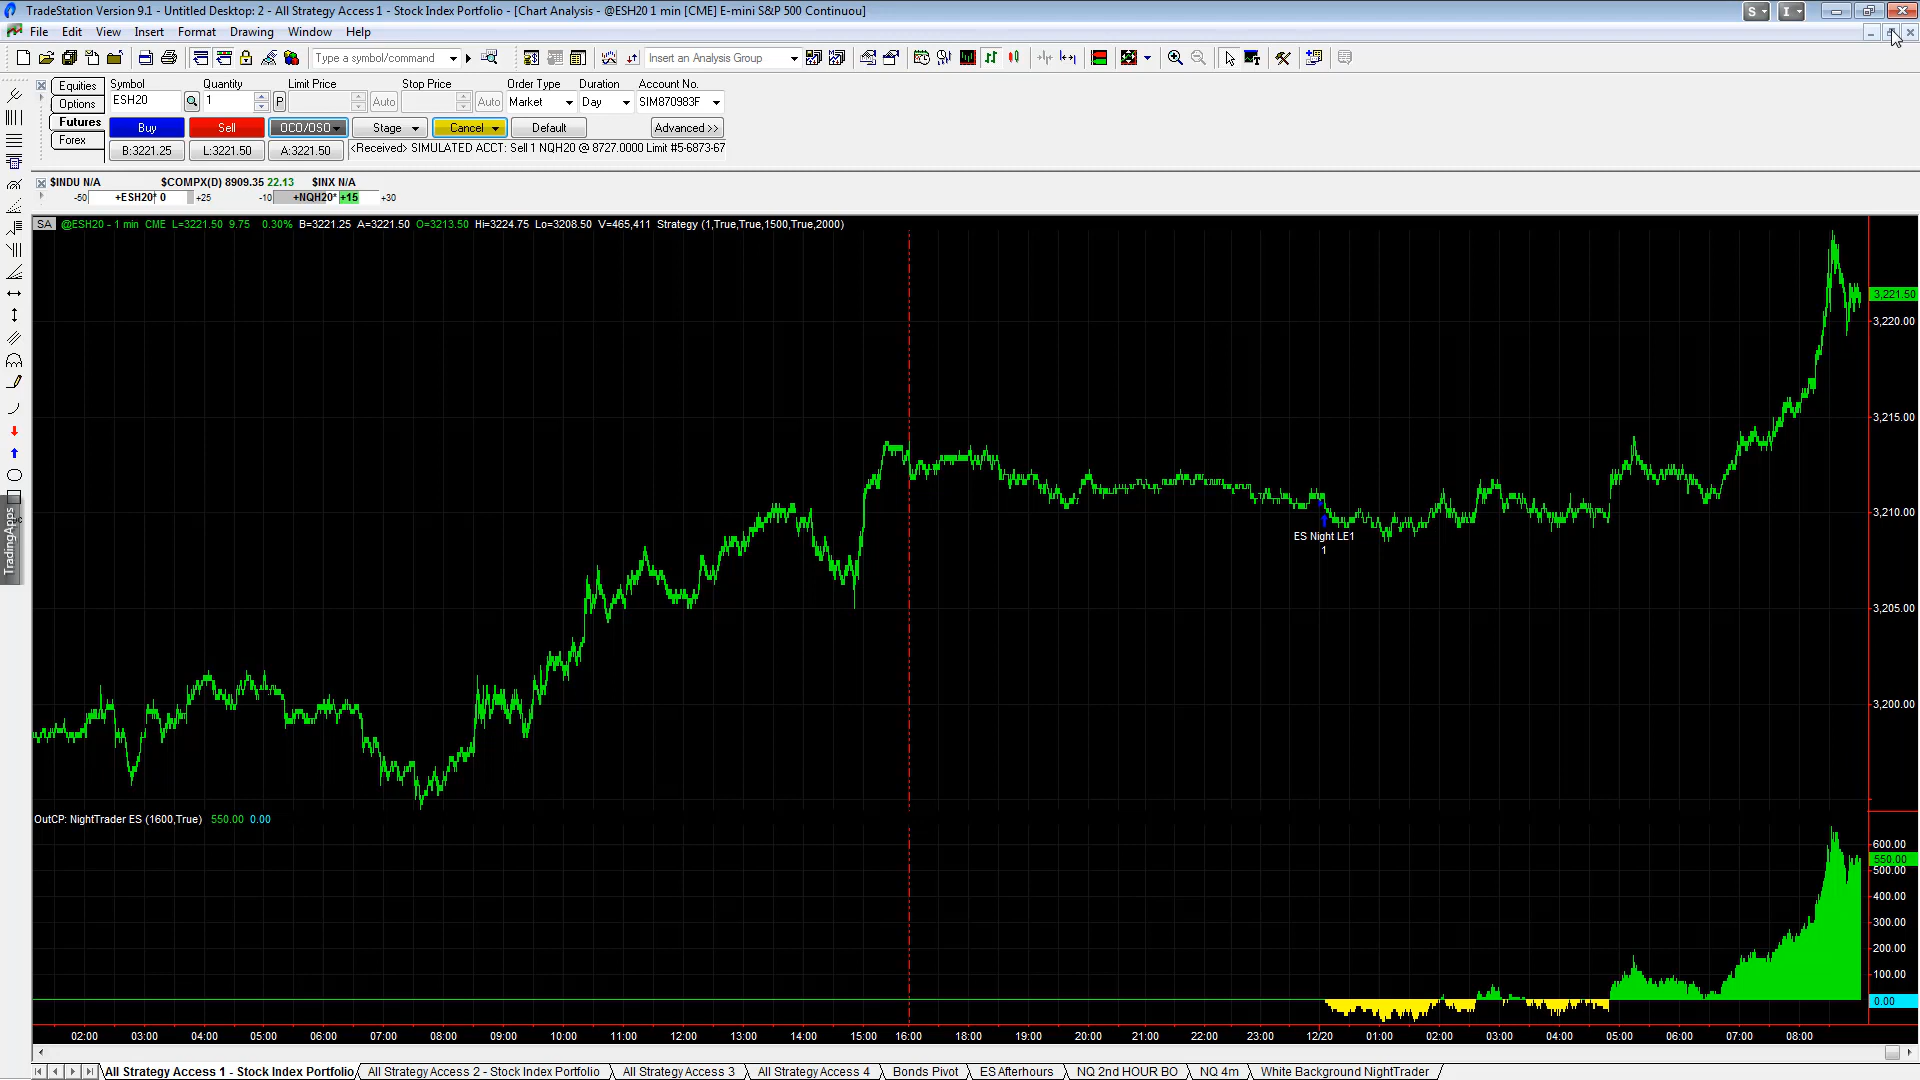 TradeStation Version 9.1 - Untitled Desktop: 2 - All Strategy Access 1 - Stock Index Portfolio - [Chart Analysis - @ESH20 1 min [CME] E-mini S&P 500 Continuou]
S I
File Edit View Insert Format Drawing Window Help
Type a symbol/command Insert an Analysis Group
Equities Symbol Quantity Limit Price Stop Price Order Type Duration Account No.
Options ESH20 1 P Auto Auto Market Day SIM870983F
Futures Buy Sell OCO/OSO Stage Cancel Default Advanced >>
Forex B:3221.25 L:3221.50 A:3221.50 <Received> SIMULATED ACCT: Sell 1 NQH20 @ 8727.0000 Limit #5-6873-67
$INDU N/A $COMPX(D) 8909.35 22.13 $INX N/A
-50 +ESH20* 0 +25 -10 +NQH20* +15 +30
SA @ESH20 - 1 min CME L=3221.50 9.75 0.30% B=3221.25 A=3221.50 O=3213.50 Hi=3224.75 Lo=3208.50 V=465,411 Strategy (1,True,True,1500,True,2000)
3,221.50
3,220.00
3,215.00
3,210.00
TradingApps
ES Night LE1
1
3,205.00
3,200.00
OutCP: NightTrader ES (1600,True) 550.00 0.00
600.00
550.00
500.00
400.00
300.00
200.00
100.00
0.00
02:00 03:00 04:00 05:00 06:00 07:00 08:00 09:00 10:00 11:00 12:00 13:00 14:00 15:00 16:00 18:00 19:00 20:00 21:00 22:00 23:00 12/20 01:00 02:00 03:00 04:00 05:00 06:00 07:00 08:00
All Strategy Access 1 - Stock Index Portfolio All Strategy Access 2 - Stock Index Portfolio All Strategy Access 3 All Strategy Access 4 Bonds Pivot ES Afterhours NQ 2nd HOUR BO NQ 4m White Background NightTrader